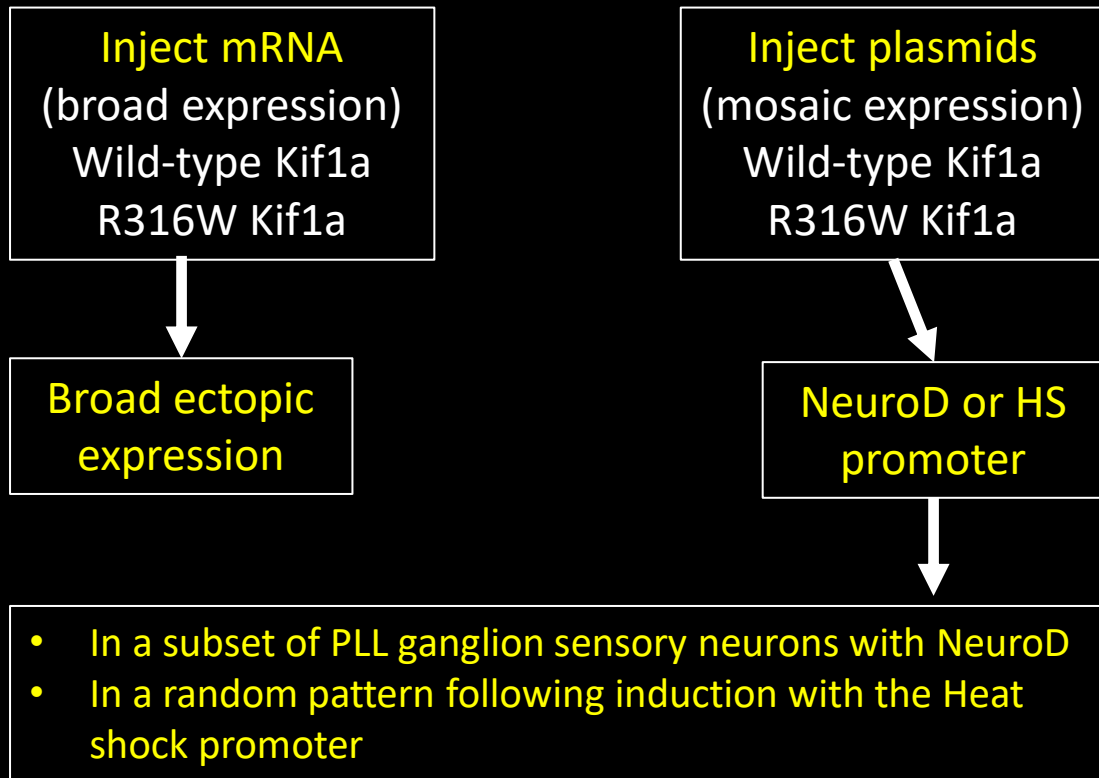 Inject mRNA
(broad expression)
Wild-type Kif1a
R316W Kif1a
Broad ectopic
expression
Inject plasmids
(mosaic expression)
Wild-type Kif1a
R316W Kif1a
NeuroD or HS
promoter
• In a subset of PLL ganglion sensory neurons with NeuroD
• In a random pattern following induction with the Heat
shock promoter